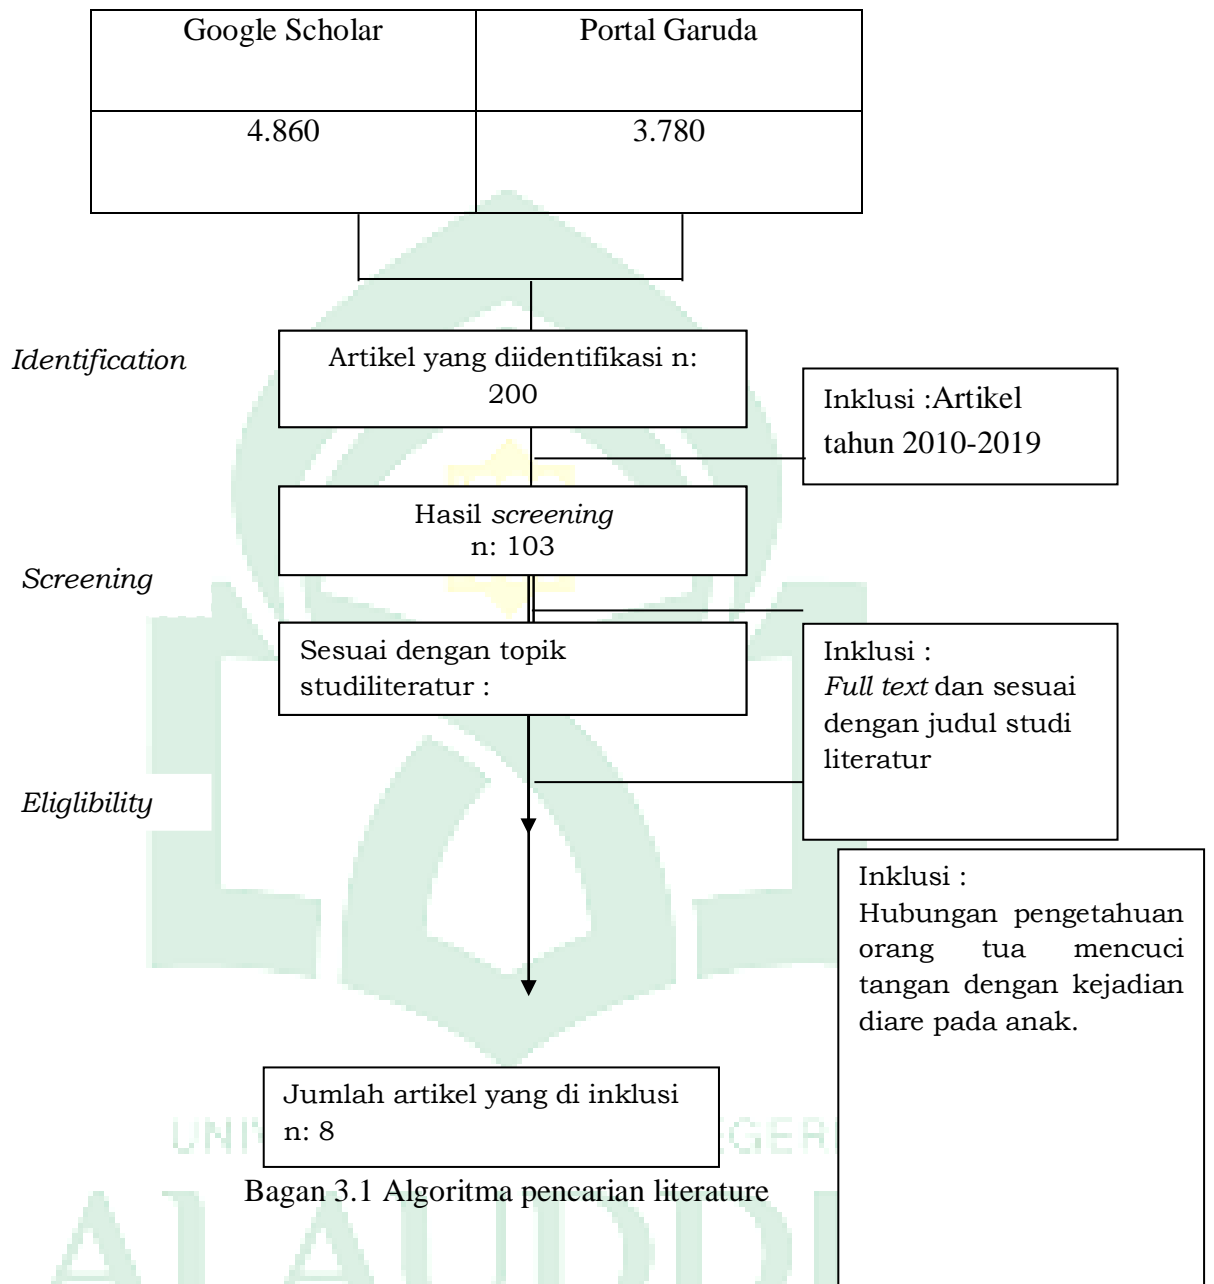 Google Scholar
Portal Garuda
4.860
3.780
Identification
Artikel yang diidentifikasi n:
200
Inklusi :Artikel
tahun 2010-2019
Hasil screening
n: 103
Screening
Sesuai dengan topik
studiliteratur :
Inklusi :
Full text dan sesuai
dengan judul studi
literatur
Eliglibility
Inklusi :
Hubungan pengetahuan
orang tua mencuci
tangan dengan kejadian
diare pada anak.
Jumlah artikel yang di inklusi
n: 8
Bagan 3.1 Algoritma pencarian literature